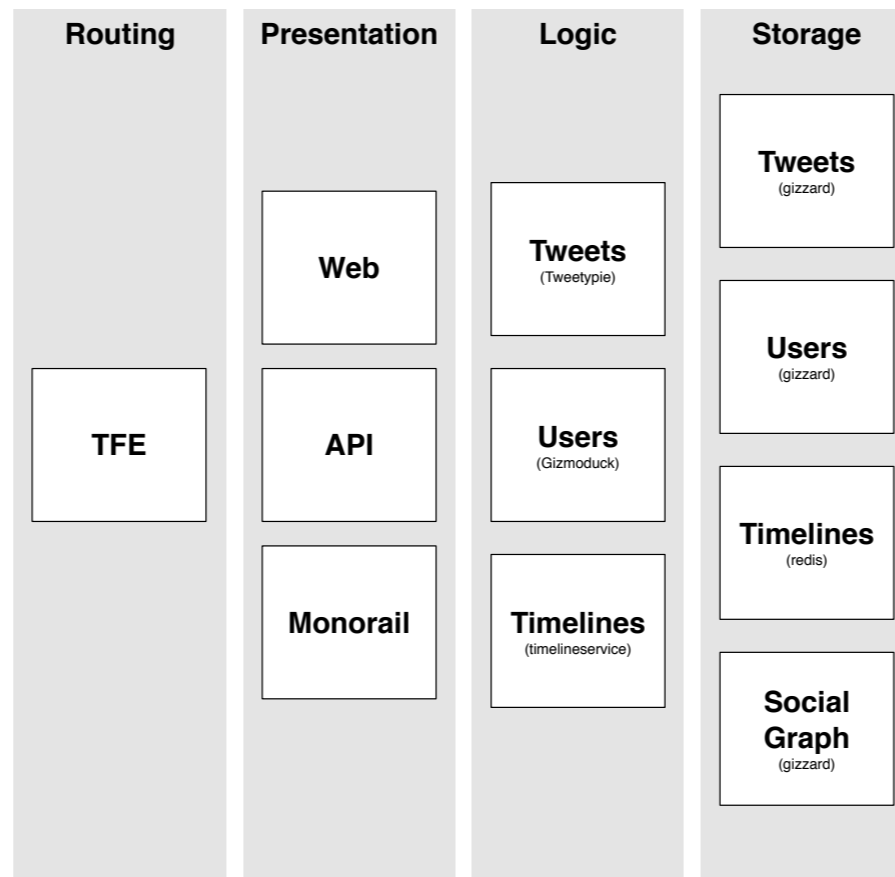 Routing
TFE
Presentation
Web
API
Monorail
Logic
Tweets
(Tweetypie)
Users
(Gizmoduck)
Timelines
(timelineservice)
Storage
Tweets
(gizzard)
Users
(gizzard)
Timelines
(redis)
Social
Graph
(gizzard)